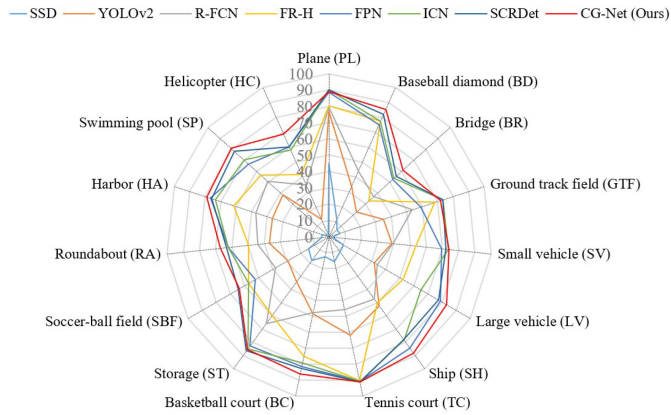 SSD YOLOv2 R-FCN FR-H FPN ICN SCRDet CG-Net (Ours)
Plane (PL)
Helicopter (HC) Baseball diamond (BD)
Swimming pool (SP) Bridge (BR)
Harbor (HA) Ground track field (GTF)
Roundabout (RA) Small vehicle (SV)
Soccer-ball field (SBF) Large vehicle (LV)
Storage (ST) Ship (SH)
Basketball court (BC) Tennis court (TC)
100
90
80
70
60
50
40
30
20
10
0